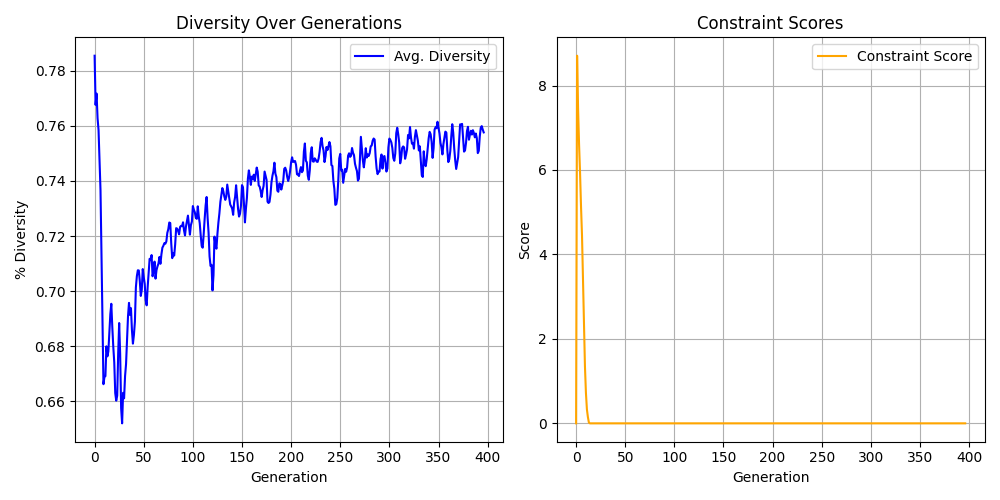 Diversity Over Generations
Avg. Diversity
% Diversity
0.78
0.76
0.74
0.72
0.70
0.68
0.66
0 50 100 150 200 250 300 350 400
Generation
Constraint Scores
Constraint Score
Score
8
6
4
2
0
0 50 100 150 200 250 300 350 400
Generation